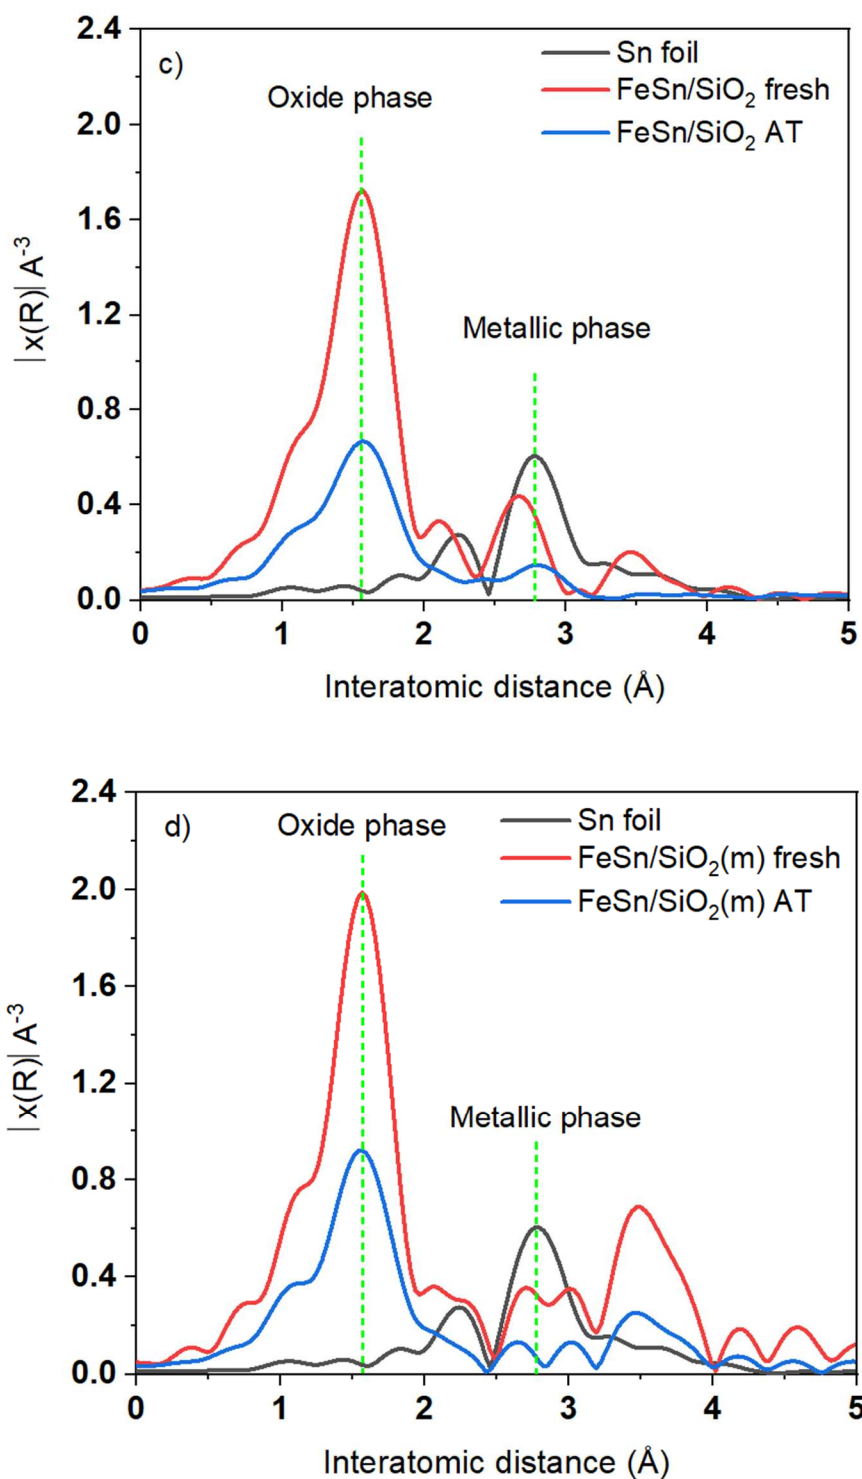 c)
Sn foil
FeSn/SiO₂ fresh
FeSn/SiO₂ AT
Oxide phase
Metallic phase
| x(R)| A⁻³
2.4
2.0
1.6
1.2
0.8
0.4
0.0
0 1 2 3 4 5
Interatomic distance (Å)
d)
Sn foil
FeSn/SiO₂(m) fresh
FeSn/SiO₂(m) AT
Oxide phase
Metallic phase
| x(R)| A⁻³
2.4
2.0
1.6
1.2
0.8
0.4
0.0
0 1 2 3 4 5
Interatomic distance (Å)